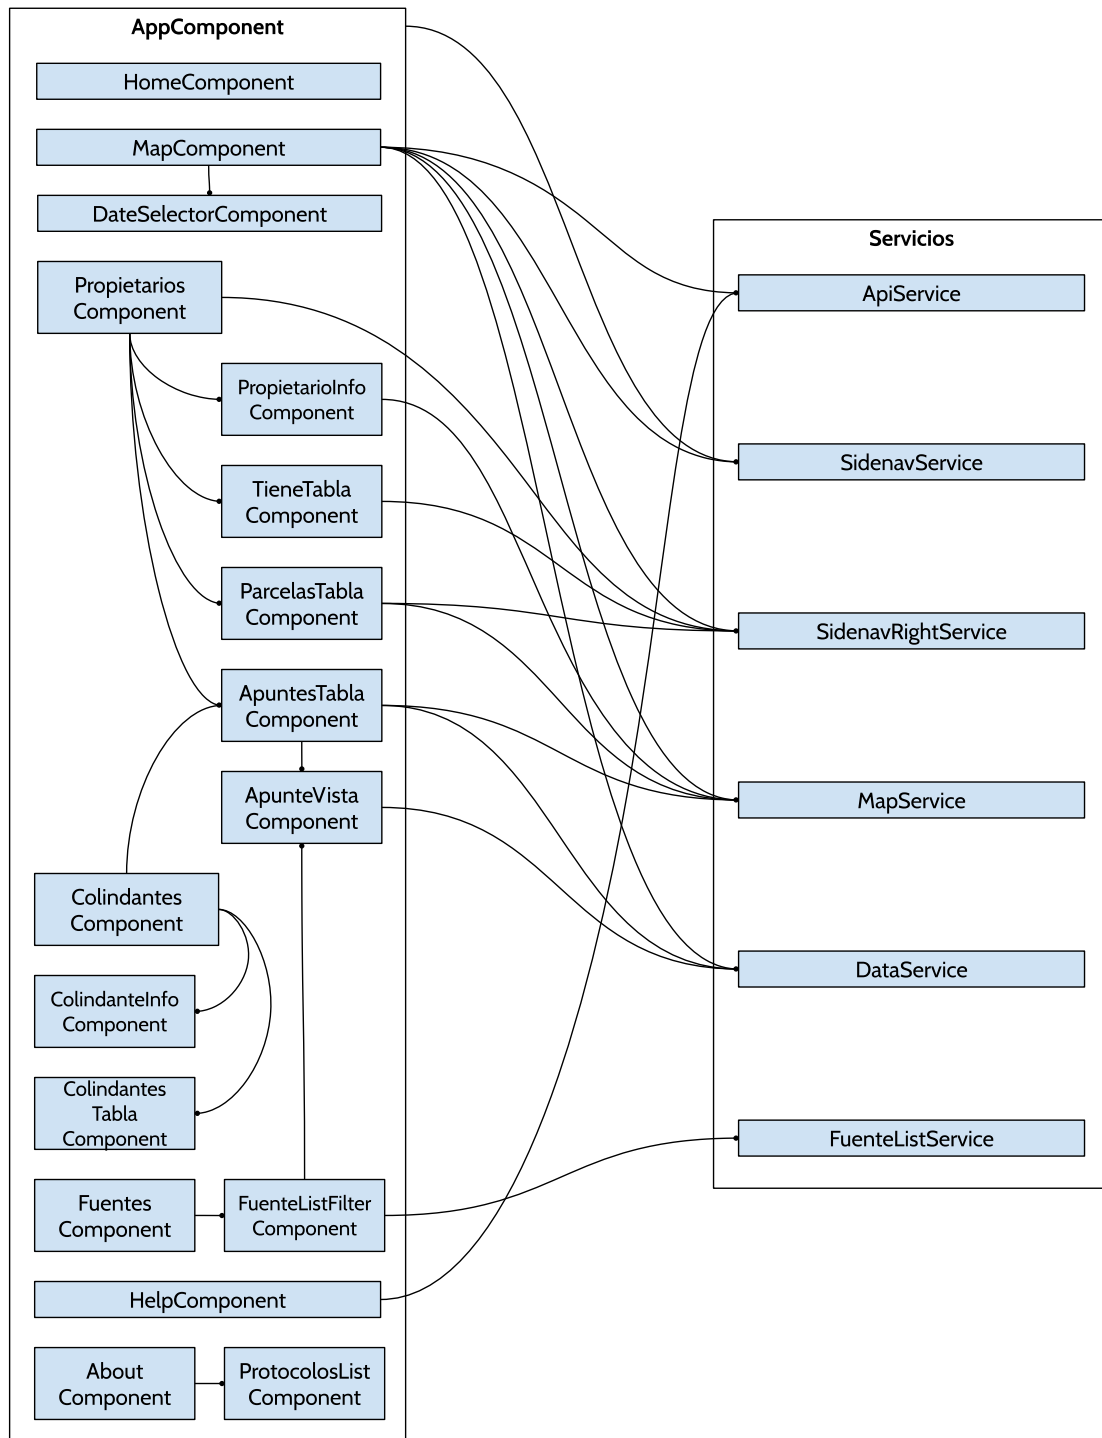 AppComponent
HomeComponent
MapComponent
DateSelectorComponent
Propietarios
Component
PropietarioInfo
Component
TieneTabla
Component
ParcelasTabla
Component
ApuntesTabla
Component
ApunteVista
Component
Colindantes
Component
ColindanteInfo
Component
Colindantes
Tabla
Component
Fuentes
Component
FuenteListFilter
Component
HelpComponent
About
Component
ProtocolosList
Component
Servicios
ApiService
SidenavService
SidenavRightService
MapService
DataService
FuenteListService